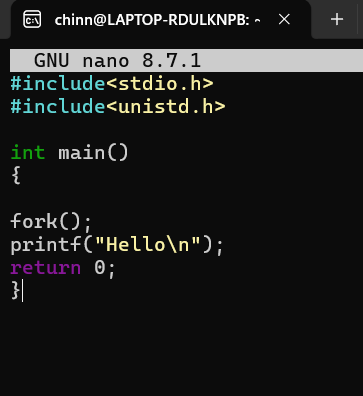 chinn@LAPTOP-RDULKNPB: ~
GNU nano 8.7.1
#include<stdio.h>
#include<unistd.h>
int main()
{
fork();
printf("Hello\n");
return 0;
}